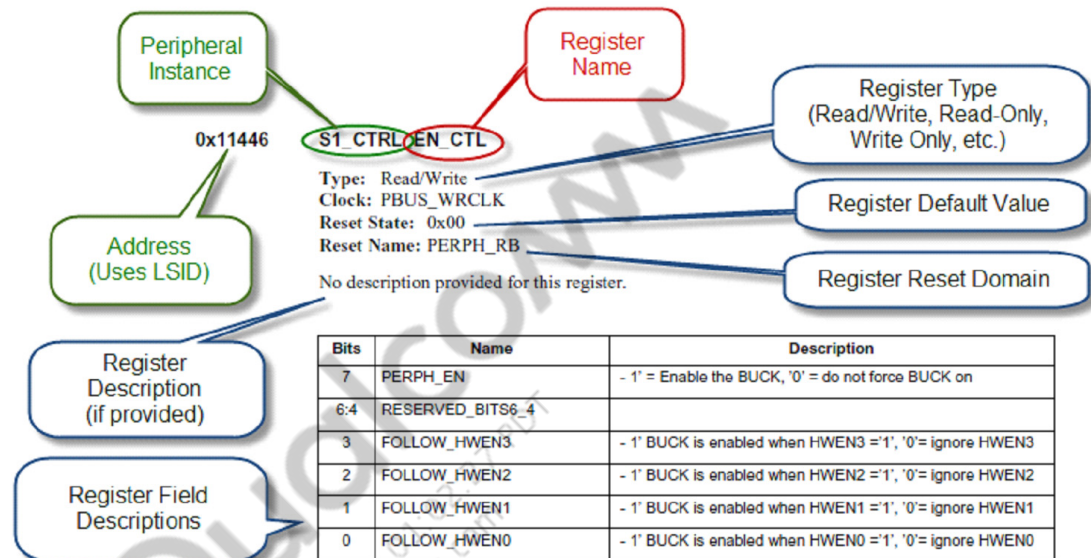 Peripheral
Instance
Register
Name
Register Type
(Read/Write, Read-Only,
Write Only, etc.)
0x11446 S1_CTRL EN_CTL
Type: Read/Write
Clock: PBUS_WRCLK
Reset State: 0x00
Reset Name: PERPH_RB
Register Default Value
Address
(Uses LSID)
Register Reset Domain
No description provided for this register.
Register
Description
(if provided)
Bits Name Description
7 PERPH_EN - 1' = Enable the BUCK, '0' = do not force BUCK on
6:4 RESERVED_BITS6_4
3 FOLLOW_HWEN3 - 1' BUCK is enabled when HWEN3 ='1', '0'= ignore HWEN3
2 FOLLOW_HWEN2 - 1' BUCK is enabled when HWEN2 ='1', '0'= ignore HWEN2
1 FOLLOW_HWEN1 - 1' BUCK is enabled when HWEN1 ='1', '0'= ignore HWEN1
0 FOLLOW_HWEN0 - 1' BUCK is enabled when HWEN0 ='1', '0'= ignore HWEN0
Register Field
Descriptions
Qualcomm
PDT
com